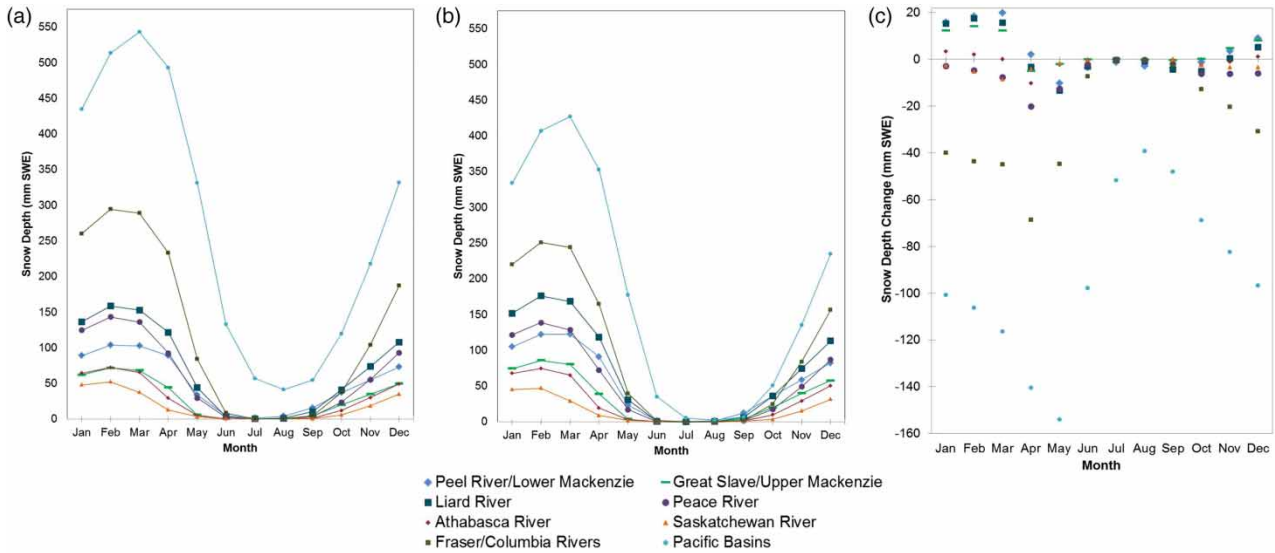 (a)
550
500
450
400
350
300
250
200
150
100
50
0
Snow Depth (mm SWE)
Jan Feb Mar Apr May Jun Jul Aug Sep Oct Nov Dec
Month
(b)
550
500
450
400
350
300
250
200
150
100
50
0
Snow Depth (mm SWE)
Jan Feb Mar Apr May Jun Jul Aug Sep Oct Nov Dec
Month
(c)
20
0
-20
-40
-60
-80
-100
-120
-140
-160
Snow Depth Change (mm SWE)
Jan Feb Mar Apr May Jun Jul Aug Sep Oct Nov Dec
Month
Peel River/Lower Mackenzie
Great Slave/Upper Mackenzie
Liard River
Peace River
Athabasca River
Saskatchewan River
Fraser/Columbia Rivers
Pacific Basins